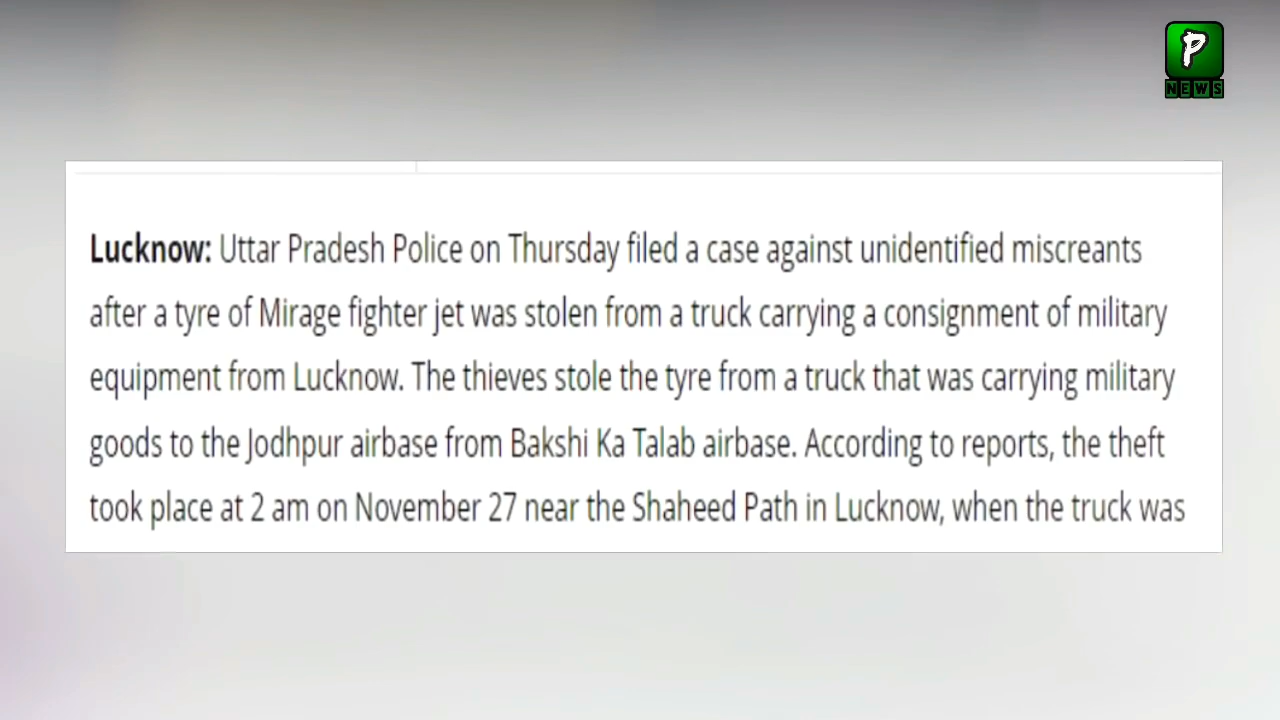 P
NEWS
Lucknow: Uttar Pradesh Police on Thursday filed a case against unidentified miscreants
after a tyre of Mirage fighter jet was stolen from a truck carrying a consignment of military
equipment from Lucknow. The thieves stole the tyre from a truck that was carrying military
goods to the Jodhpur airbase from Bakshi Ka Talab airbase. According to reports, the theft
took place at 2 am on November 27 near the Shaheed Path in Lucknow, when the truck was